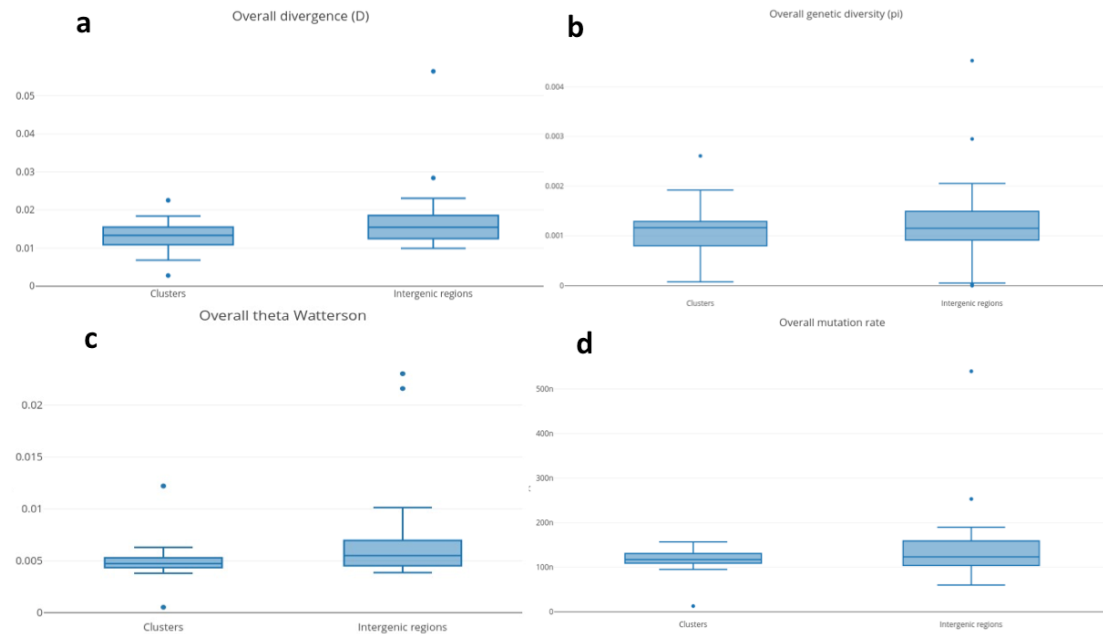 a
Overall divergence (D)
0.05
0.04
0.03
0.02
0.01
0
Clusters
Intergenic regions
b
Overall genetic diversity (pi)
0.004
0.003
0.002
0.001
0
Clusters
Intergenic regions
c
Overall theta Watterson
0.02
0.015
0.01
0.005
0
Clusters
Intergenic regions
d
Overall mutation rate
500n
400n
300n
200n
100n
0
Clusters
Intergenic regions